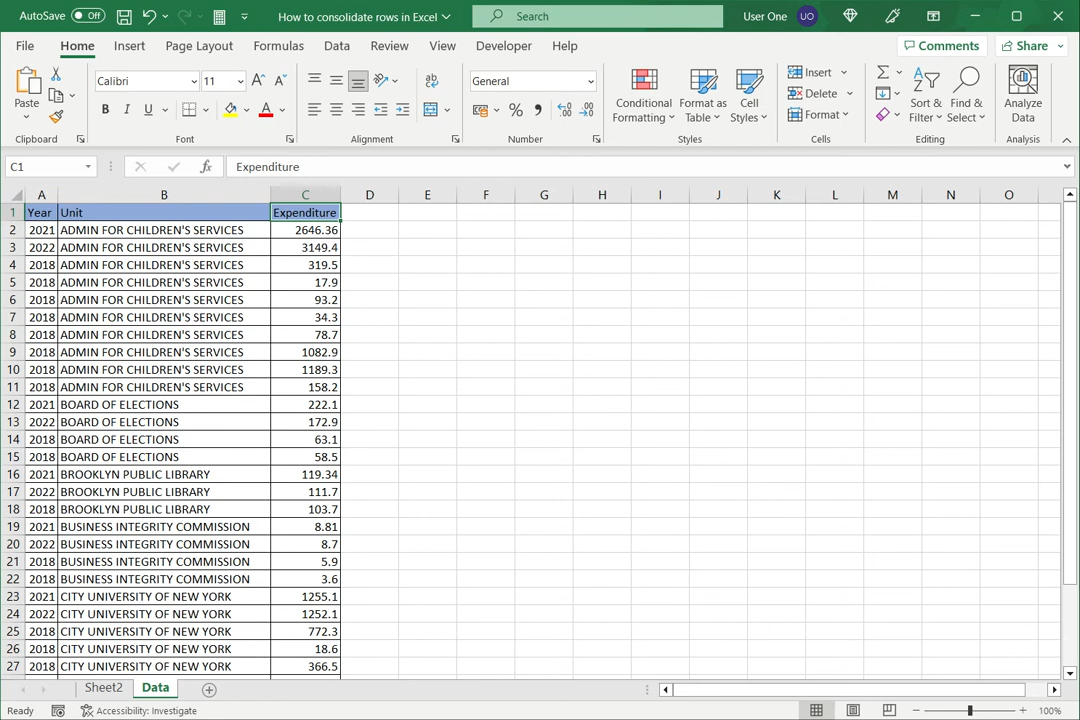 AutoSave Off How to consolidate rows in Excel Search User One UO
File Home Insert Page Layout Formulas Data Review View Developer Help Comments Share
Paste Calibri 11 A A General Conditional Formatting Format as Table Cell Styles Insert Delete Format Sort & Filter Find & Select Analyze Data
B I U A ab $ % ,
Clipboard Font Alignment Number Styles Cells Editing Analysis
C1 fx Expenditure
A B C D E F G H I J K L M N O
1 Year Unit Expenditure
2 2021 ADMIN FOR CHILDREN'S SERVICES 2646.36
3 2022 ADMIN FOR CHILDREN'S SERVICES 3149.4
4 2018 ADMIN FOR CHILDREN'S SERVICES 319.5
5 2018 ADMIN FOR CHILDREN'S SERVICES 17.9
6 2018 ADMIN FOR CHILDREN'S SERVICES 93.2
7 2018 ADMIN FOR CHILDREN'S SERVICES 34.3
8 2018 ADMIN FOR CHILDREN'S SERVICES 78.7
9 2018 ADMIN FOR CHILDREN'S SERVICES 1082.9
10 2018 ADMIN FOR CHILDREN'S SERVICES 1189.3
11 2018 ADMIN FOR CHILDREN'S SERVICES 158.2
12 2021 BOARD OF ELECTIONS 222.1
13 2022 BOARD OF ELECTIONS 172.9
14 2018 BOARD OF ELECTIONS 63.1
15 2018 BOARD OF ELECTIONS 58.5
16 2021 BROOKLYN PUBLIC LIBRARY 119.34
17 2022 BROOKLYN PUBLIC LIBRARY 111.7
18 2018 BROOKLYN PUBLIC LIBRARY 103.7
19 2021 BUSINESS INTEGRITY COMMISSION 8.81
20 2022 BUSINESS INTEGRITY COMMISSION 8.7
21 2018 BUSINESS INTEGRITY COMMISSION 5.9
22 2018 BUSINESS INTEGRITY COMMISSION 3.6
23 2021 CITY UNIVERSITY OF NEW YORK 1255.1
24 2022 CITY UNIVERSITY OF NEW YORK 1252.1
25 2018 CITY UNIVERSITY OF NEW YORK 772.3
26 2018 CITY UNIVERSITY OF NEW YORK 18.6
27 2018 CITY UNIVERSITY OF NEW YORK 366.5
Sheet2 Data
Ready Accessibility: Investigate 100%